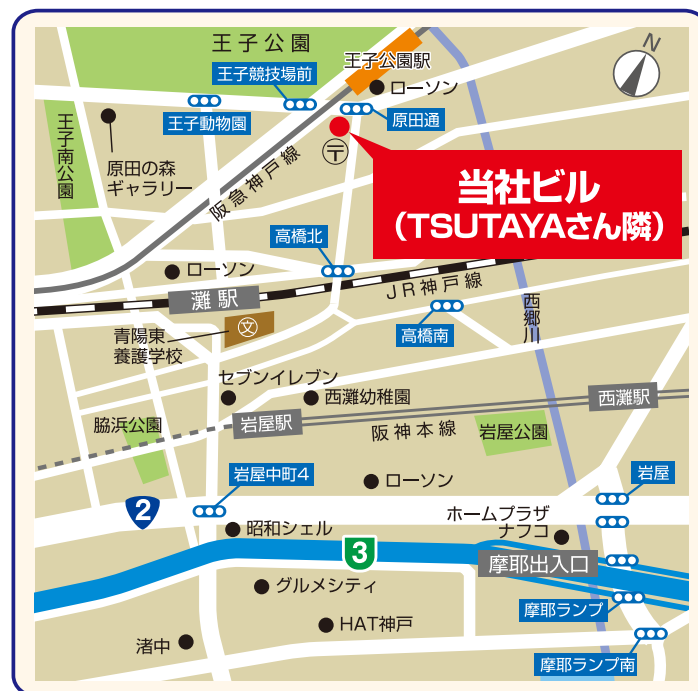 王子公園
王子公園駅
N
王子競技場前
ローソン
王子動物園
原田通
王子南公園
原田の森
ギャラリー
〒
阪急神戸線
当社ビル
（TSUTAYAさん隣）
高橋北
ローソン
JR神戸線
灘駅
西郷川
文
高橋南
青陽東
養護学校
セブンイレブン
西灘幼稚園
西灘駅
脇浜公園
岩屋駅
阪神本線
岩屋公園
岩屋中町4
ローソン
岩屋
2
ホームプラザ
ナフコ
昭和シェル
3
摩耶出入口
グルメシティ
摩耶ランプ
HAT神戸
渚中
摩耶ランプ南